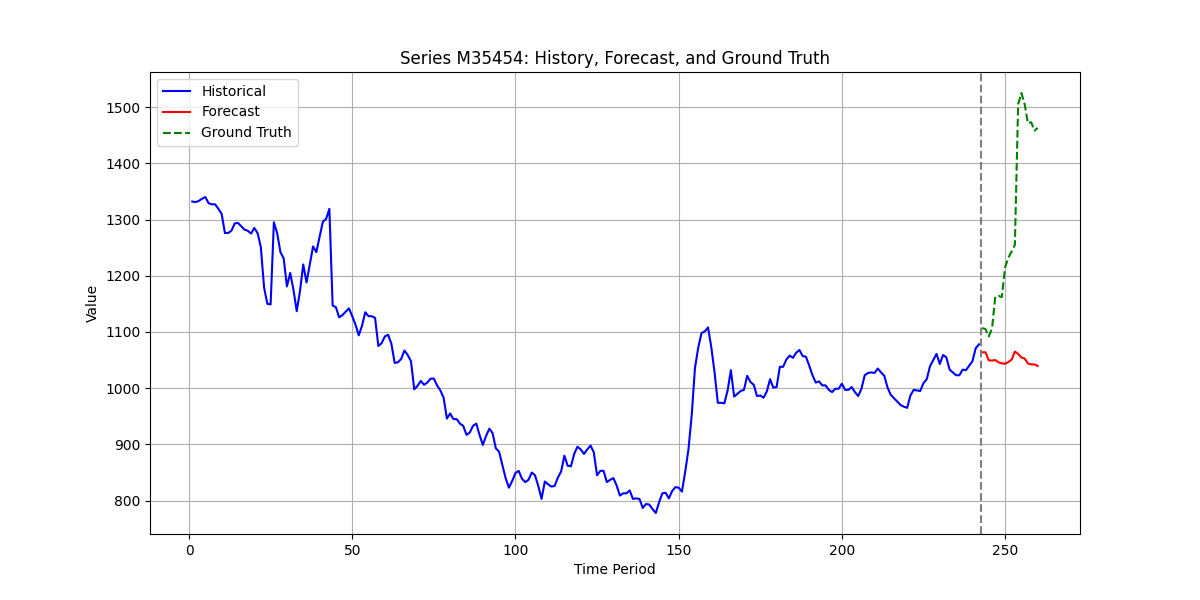 Series M35454: History, Forecast, and Ground Truth
Historical
Forecast
Ground Truth
1500
1400
1300
1200
1100
1000
900
800
Value
0 50 100 150 200 250
Time Period